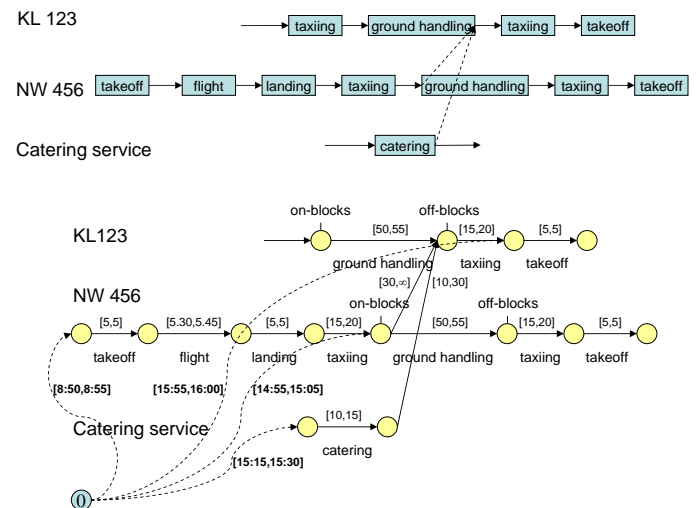 KL 123
taxiing ground handling taxiing takeoff
NW 456
takeoff flight landing taxiing ground handling taxiing takeoff
Catering service
catering
on-blocks off-blocks
KL123
[50,55] [15,20] [5,5]
ground handling taxiing takeoff
[30,∞] [10,30]
NW 456
on-blocks off-blocks
[5,5] [5.30,5.45] [5,5] [15,20] [50,55] [15,20] [5,5]
takeoff flight landing taxiing ground handling taxiing takeoff
[8:50,8:55] [15:55,16:00] [14:55,15:05]
Catering service
[10,15]
catering
[15:15,15:30]
0